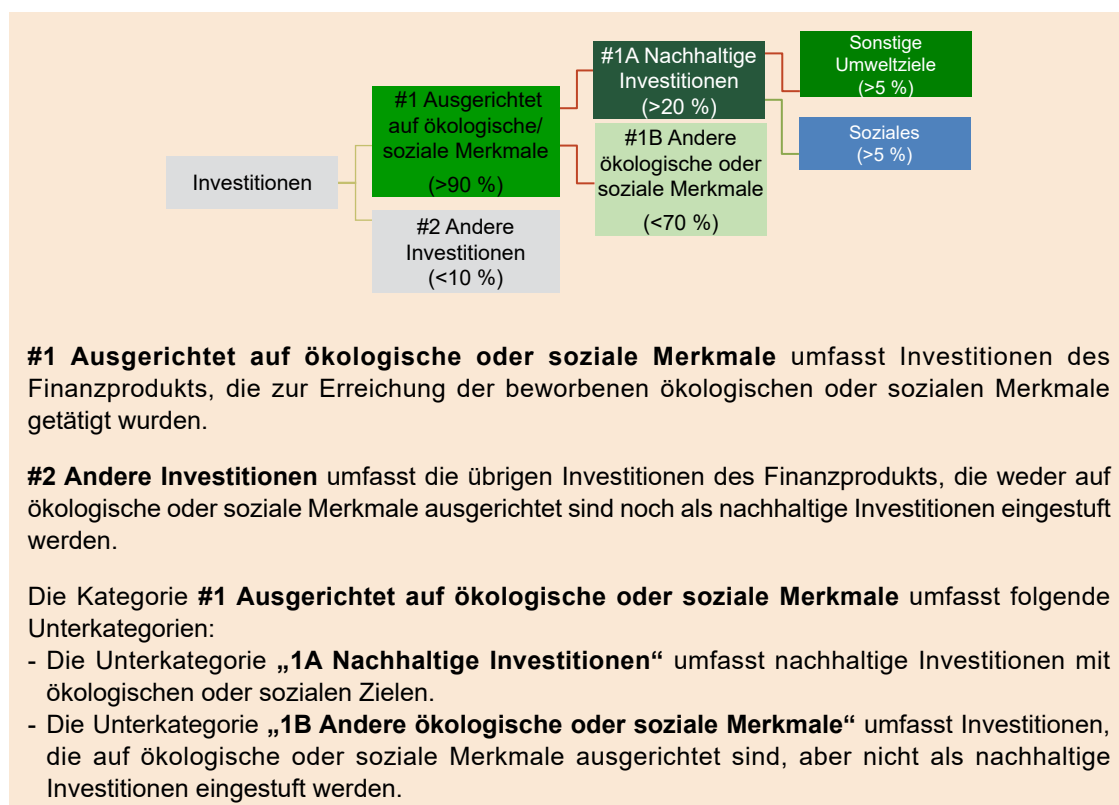 Investitionen
#1 Ausgerichtet
auf ökologische/
soziale Merkmale
(>90 %)
#2 Andere
Investitionen
(<10 %)
#1A Nachhaltige
Investitionen
(>20 %)
#1B Andere
ökologische oder
soziale Merkmale
(<70 %)
Sonstige
Umweltziele
(>5 %)
Soziales
(>5 %)
#1 Ausgerichtet auf ökologische oder soziale Merkmale umfasst Investitionen des
Finanzprodukts, die zur Erreichung der beworbenen ökologischen oder sozialen Merkmale
getätigt wurden.
#2 Andere Investitionen umfasst die übrigen Investitionen des Finanzprodukts, die weder auf
ökologische oder soziale Merkmale ausgerichtet sind noch als nachhaltige Investitionen eingestuft
werden.
Die Kategorie #1 Ausgerichtet auf ökologische oder soziale Merkmale umfasst folgende
Unterkategorien:
- Die Unterkategorie „1A Nachhaltige Investitionen“ umfasst nachhaltige Investitionen mit
ökologischen oder sozialen Zielen.
- Die Unterkategorie „1B Andere ökologische oder soziale Merkmale“ umfasst Investitionen,
die auf ökologische oder soziale Merkmale ausgerichtet sind, aber nicht als nachhaltige
Investitionen eingestuft werden.